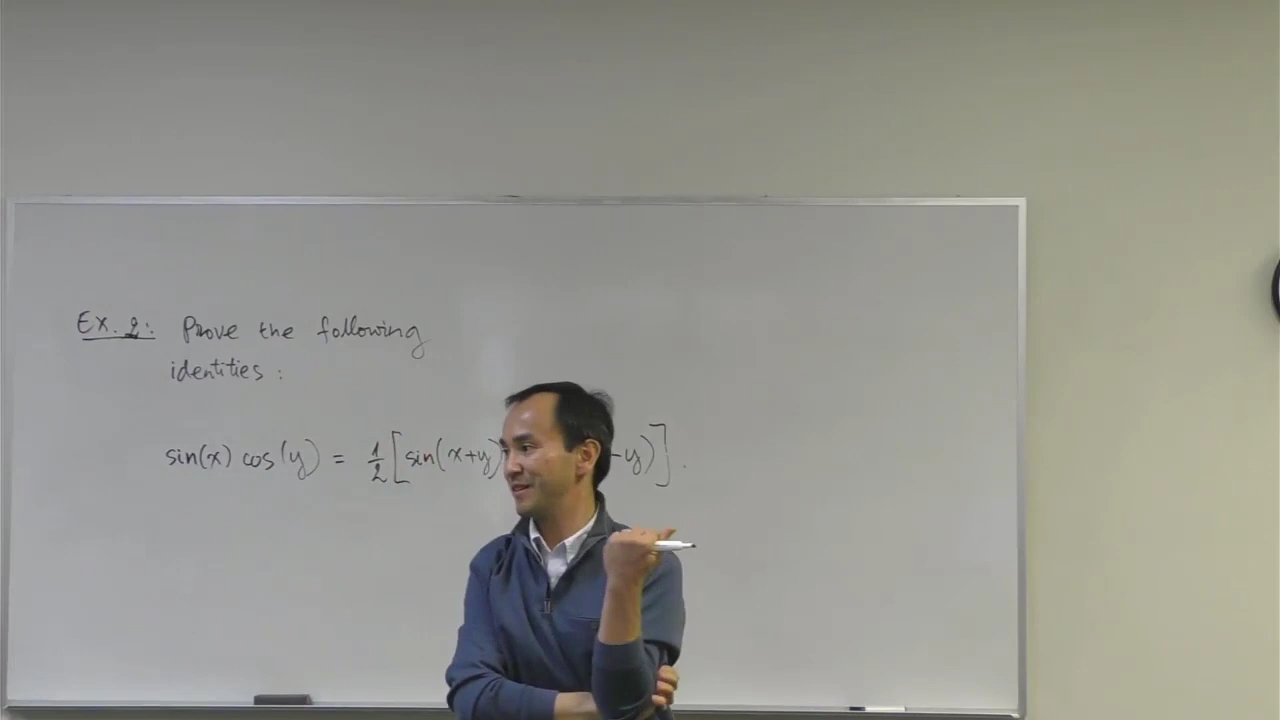 Ex. 2: Prove the following
identities:
sin(x) cos(y) = 1/2 [sin(x+y) -y)].